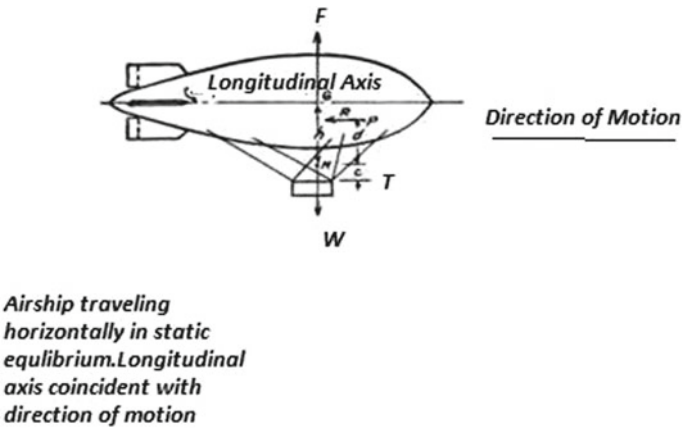 F
Longitudinal Axis
G
R
P
Direction of Motion
h
d
M
c
T
W
Airship traveling
horizontally in static
equlibrium.Longitudinal
axis coincident with
direction of motion